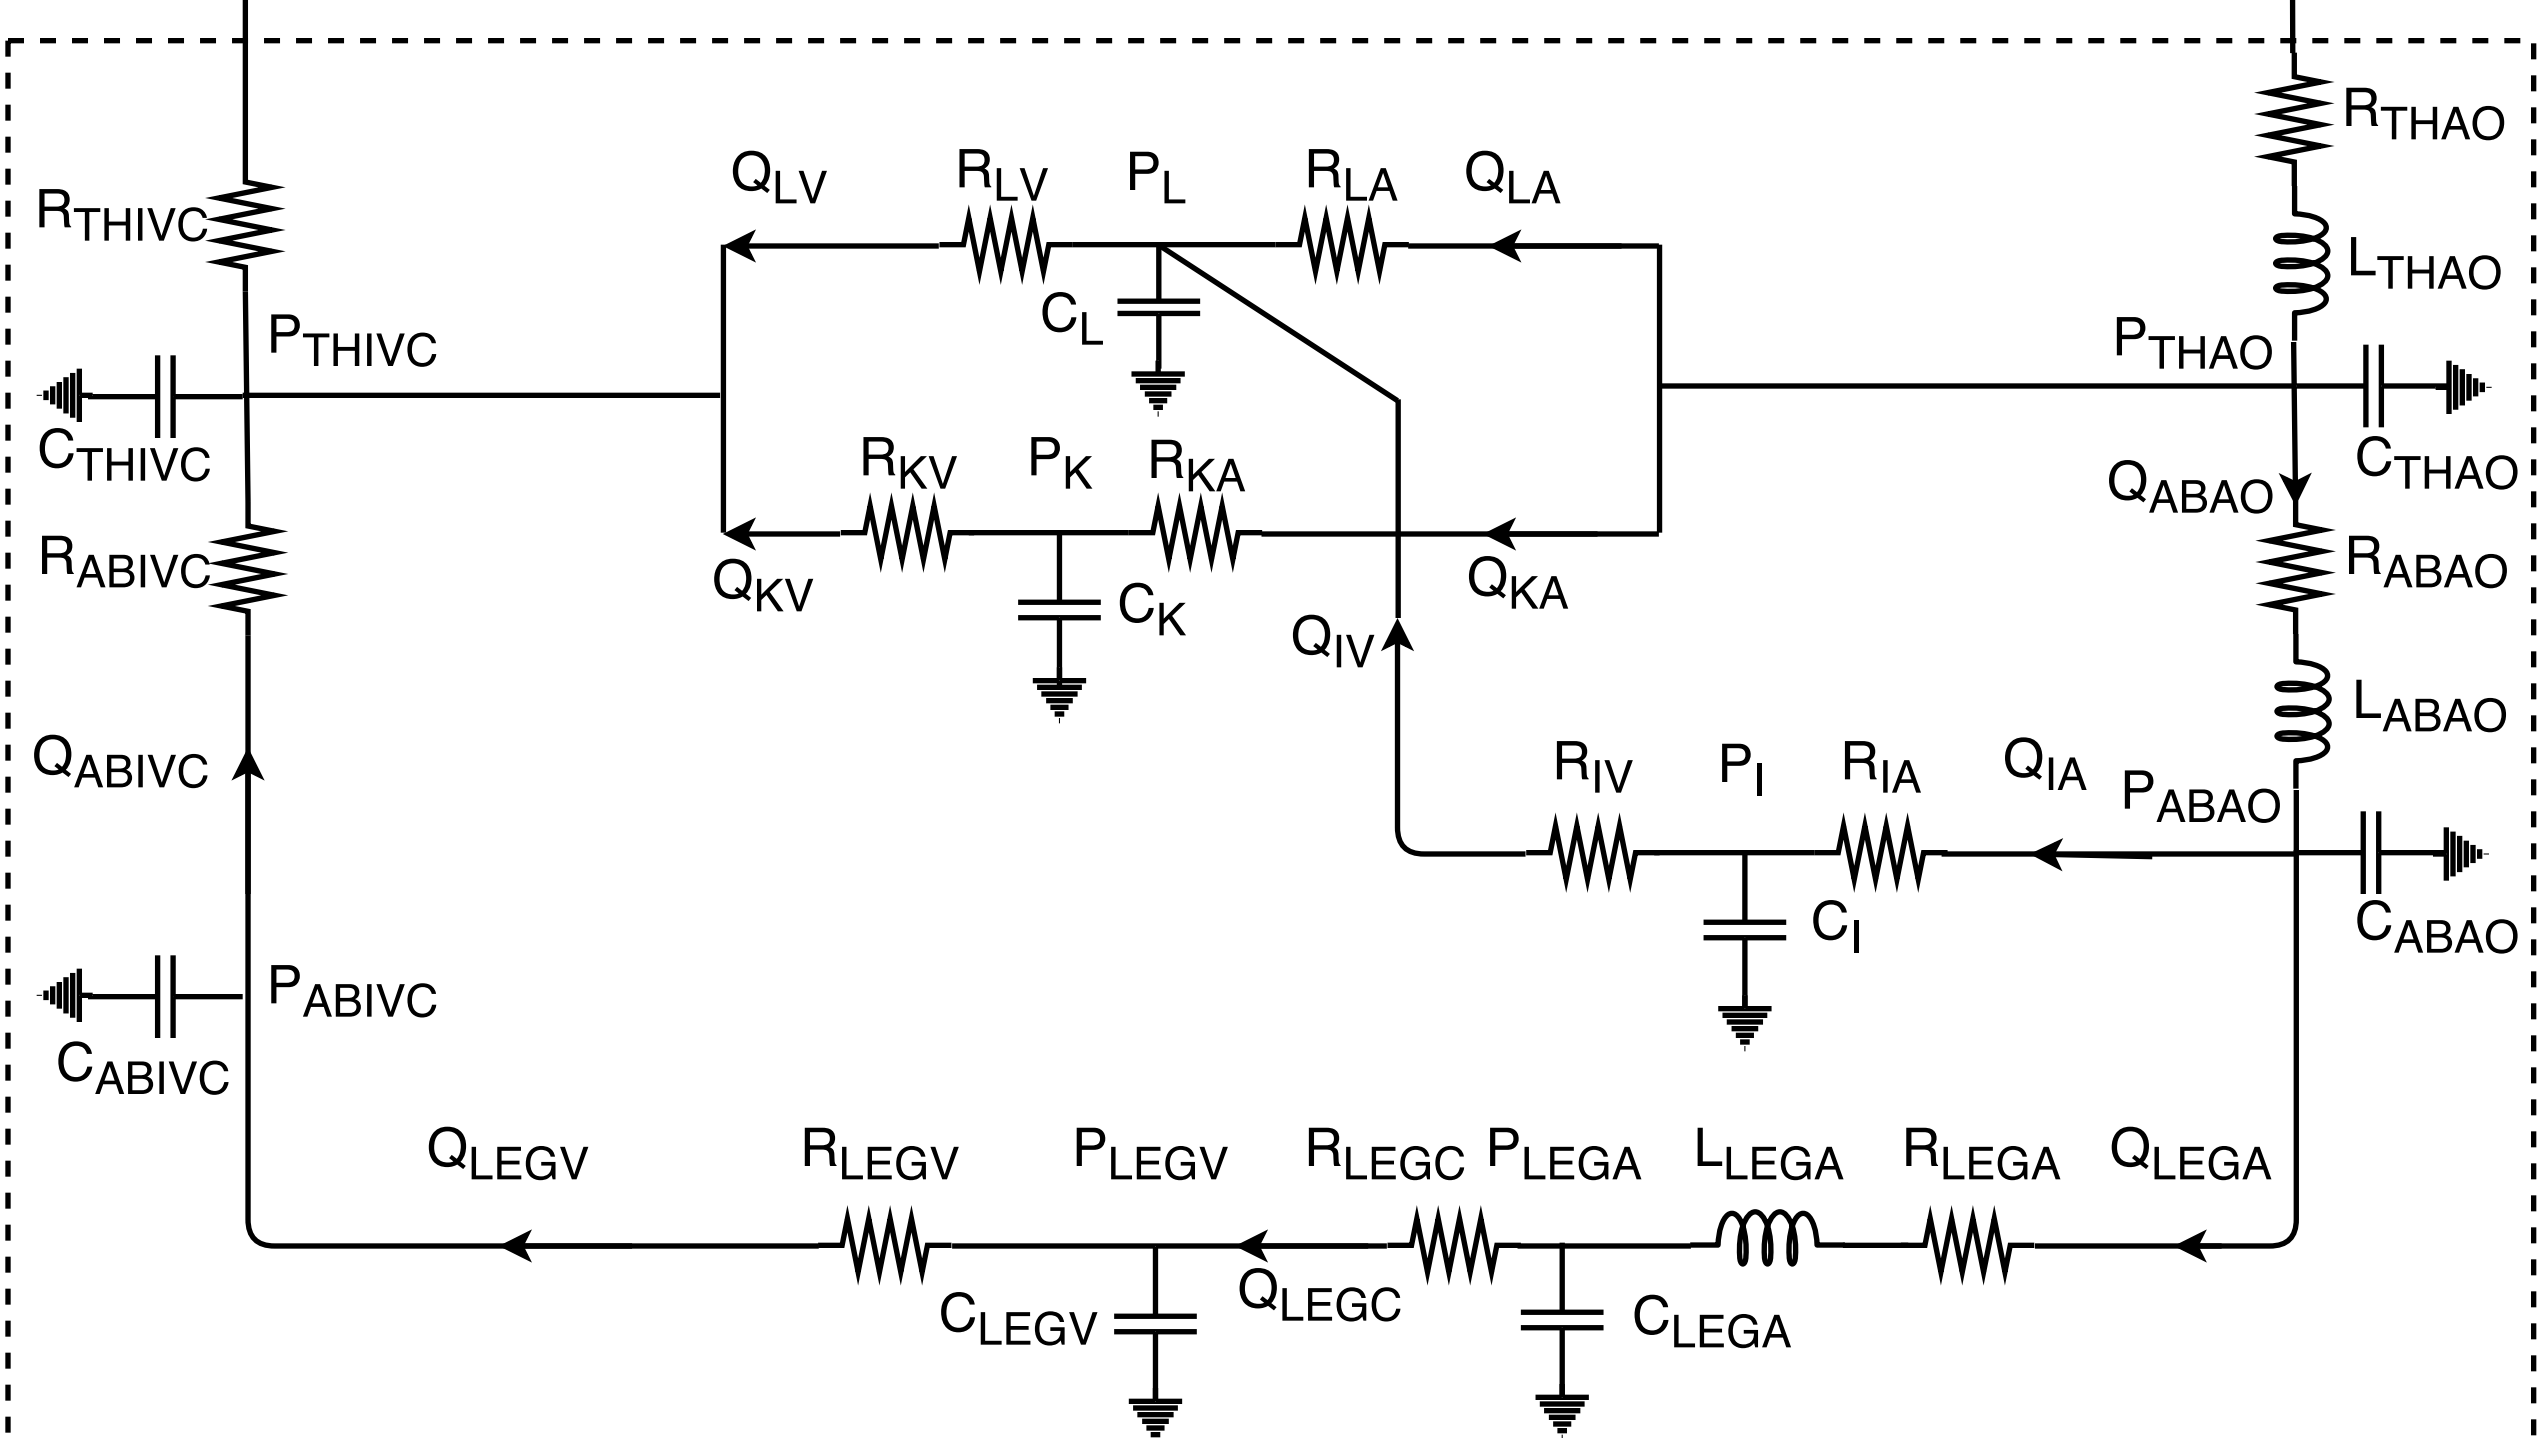 R_THAO
Q_LV R_LV P_L R_LA Q_LA
R_THIVC
L_THAO
C_L
P_THIVC P_THAO
C_THIVC R_KV P_K R_KA Q_ABAO C_THAO
R_ABIVC Q_KV C_K Q_KA R_ABAO
Q_IV
Q_ABIVC R_IV P_I R_IA Q_IA P_ABAO L_ABAO
C_I C_ABAO
P_ABIVC
C_ABIVC
Q_LEGV R_LEGV P_LEGV R_LEGC P_LEGA L_LEGA R_LEGA Q_LEGA
C_LEGV Q_LEGC C_LEGA